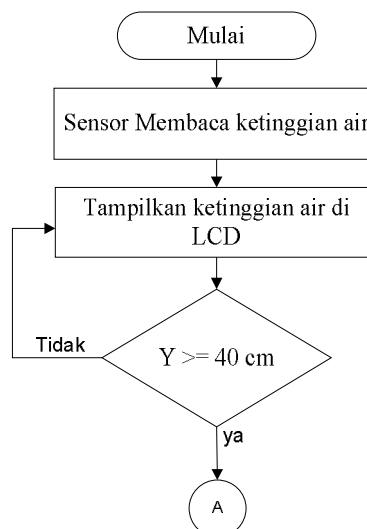 Mulai
Sensor Membaca ketinggian air
Tampilkan ketinggian air di
LCD
Tidak
Y >= 40 cm
ya
A